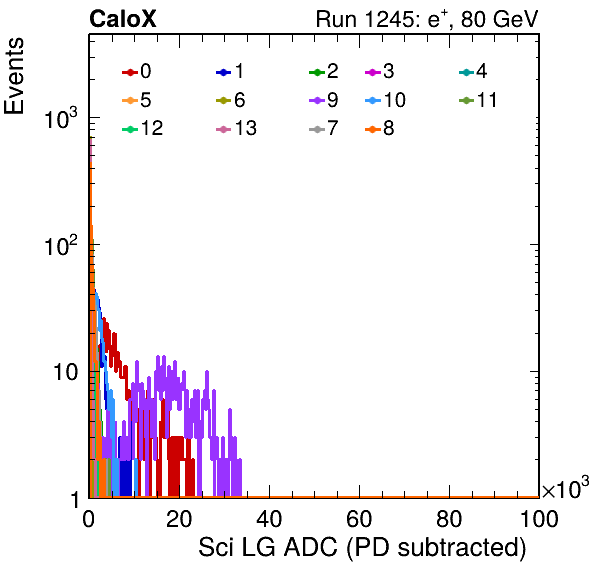 CaloX Run 1245: e⁺, 80 GeV
Events
0 1 2 3 4
5 6 9 10 11
12 13 7 8
10³
10²
10
1
0 20 40 60 80 100
×10³
Sci LG ADC (PD subtracted)